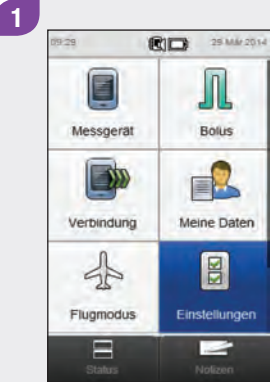 1
09:29 29 Mär 2014
Messgerät Bolus
Verbindung Meine Daten
Flugmodus Einstellungen
Status Notizen